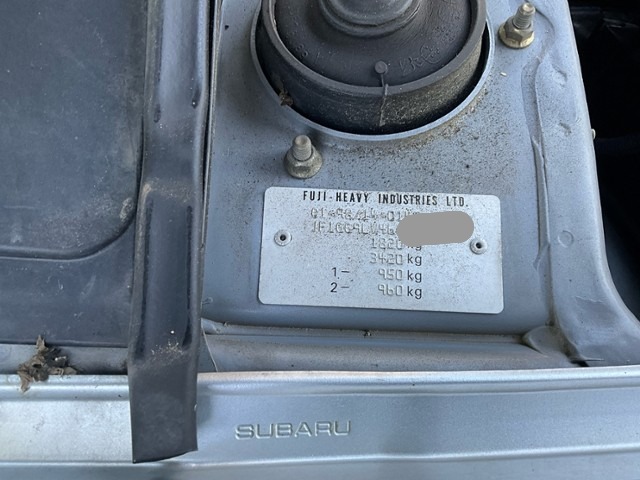 FUJI-HEAVY INDUSTRIES LTD.
1820 kg
3420 kg
1- 950 kg
2- 960 kg
SUBARU